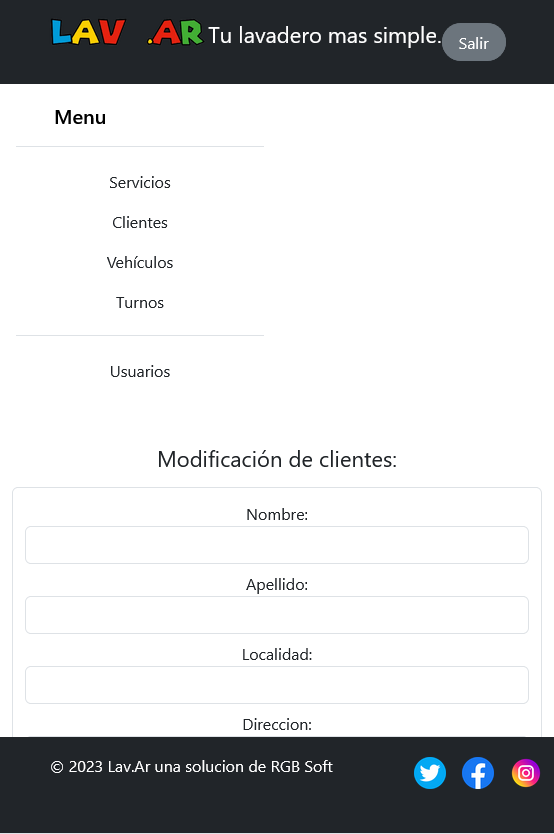 LAV .AR Tu lavadero mas simple. Salir
Menu
Servicios
Clientes
Vehículos
Turnos
Usuarios
Modificación de clientes:
Nombre:
Apellido:
Localidad:
Direccion:
© 2023 Lav.Ar una solucion de RGB Soft